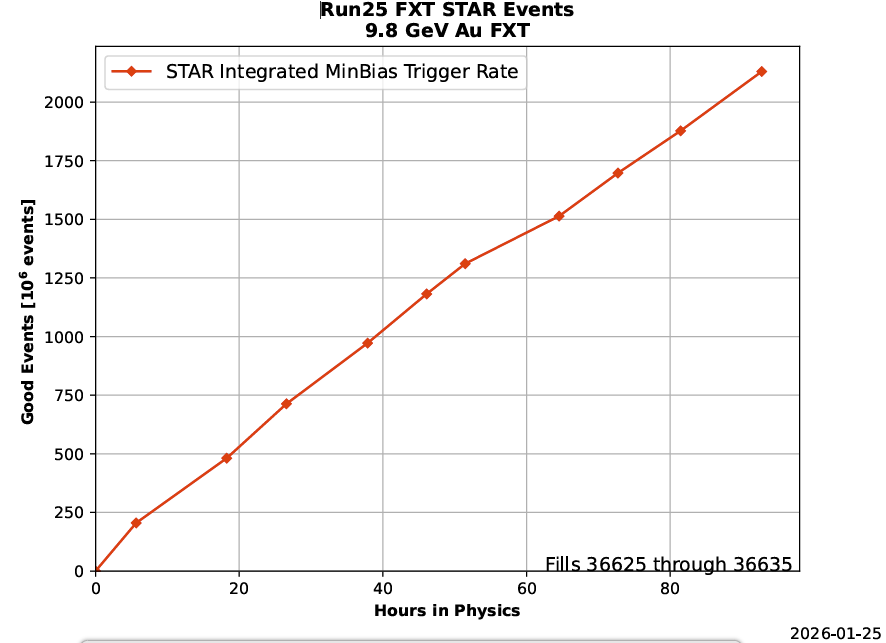 Run25 FXT STAR Events
9.8 GeV Au FXT
STAR Integrated MinBias Trigger Rate
2000
1750
1500
1250
1000
750
500
250
0
Good Events [10⁶ events]
Fills 36625 through 36635
0 20 40 60 80
Hours in Physics
2026-01-25